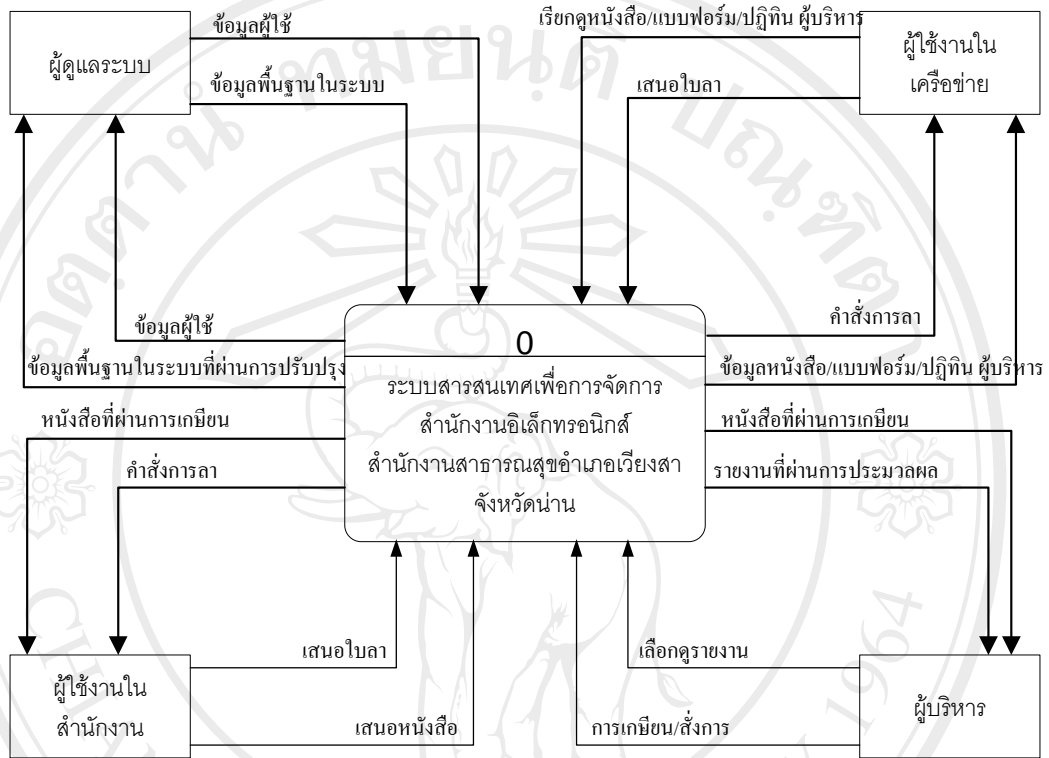 ข้อมูลผู้ใช้
เรียกดูหนังสือ/แบบฟอร์ม/ปฏิทิน ผู้บริหาร
ผู้ดูแลระบบ
ข้อมูลพื้นฐานในระบบ
เสนอใบลา
ผู้ใช้งานใน
เครือข่าย
ข้อมูลผู้ใช้
คำสั่งการลา
ข้อมูลพื้นฐานในระบบที่ผ่านการปรับปรุง
ข้อมูลหนังสือ/แบบฟอร์ม/ปฏิทิน ผู้บริหาร
0
ระบบสารสนเทศเพื่อการจัดการ
สำนักงานอิเล็กทรอนิกส์
สำนักงานสาธารณสุขอำเภอเวียงสา
จังหวัดน่าน
หนังสือที่ผ่านการเกษียน
คำสั่งการลา
หนังสือที่ผ่านการเกษียน
รายงานที่ผ่านการประมวลผล
เสนอใบลา
เลือกดูรายงาน
ผู้ใช้งานใน
สำนักงาน
เสนอหนังสือ
การเกษียน/สั่งการ
ผู้บริหาร
1964